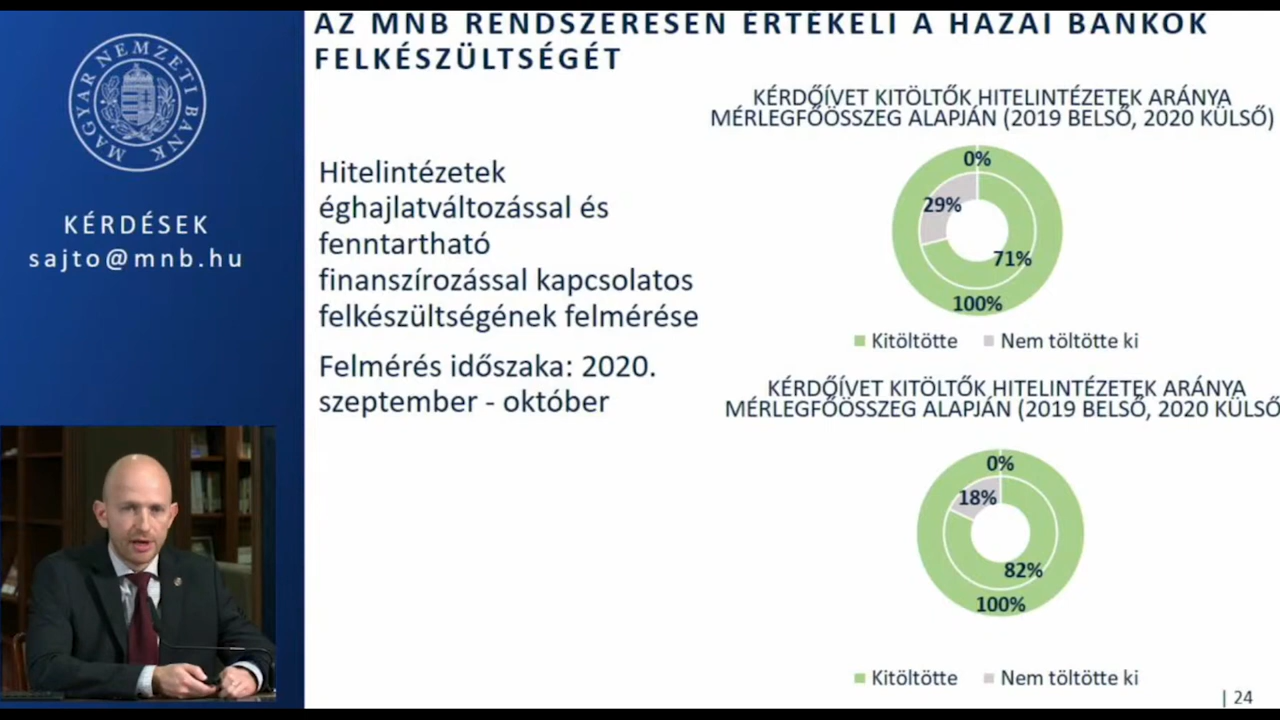 AZ MNB RENDSZERESEN ÉRTÉKELI A HAZAI BANKOK
FELKÉSZÜLTSÉGÉT
MAGYAR NEMZETI BANK
KÉRDÉSEK
sajto@mnb.hu
Hitelintézetek
éghajlatváltozással és
fenntartható
finanszírozással kapcsolatos
felkészültségének felmérése
Felmérés időszaka: 2020.
szeptember - október
KÉRDŐÍVET KITÖLTŐK HITELINTÉZETEK ARÁNYA
MÉRLEGFŐÖSSZEG ALAPJÁN (2019 BELSŐ, 2020 KÜLSŐ)
0%
29%
71%
100%
Kitöltötte Nem töltötte ki
KÉRDŐÍVET KITÖLTŐK HITELINTÉZETEK ARÁNYA
MÉRLEGFŐÖSSZEG ALAPJÁN (2019 BELSŐ, 2020 KÜLSŐ
0%
18%
82%
100%
Kitöltötte Nem töltötte ki
| 24